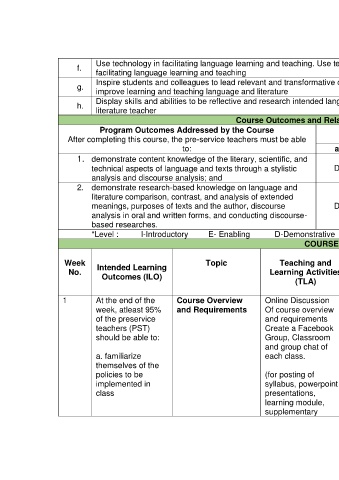 f. Use technology in facilitating language learning and teaching. Use te
facilitating language learning and teaching
g. Inspire students and colleagues to lead relevant and transformative c
improve learning and teaching language and literature
h. Display skills and abilities to be reflective and research intended lang
literature teacher
Course Outcomes and Rela
Program Outcomes Addressed by the Course
After completing this course, the pre-service teachers must be able
to:
a
1. demonstrate content knowledge of the literary, scientific, and
technical aspects of language and texts through a stylistic
analysis and discourse analysis; and
D
2. demonstrate research-based knowledge on language and
literature comparison, contrast, and analysis of extended
meanings, purposes of texts and the author, discourse
analysis in oral and written forms, and conducting discourse-
based researches.
D
*Level : I-Introductory E- Enabling D-Demonstrative
COURSE
Week
No.
Intended Learning
Outcomes (ILO)
Topic
Teaching and
Learning Activities
(TLA)
1
At the end of the
week, atleast 95%
of the preservice
teachers (PST)
should be able to:
a. familiarize
themselves of the
policies to be
implemented in
class
Course Overview
and Requirements
Online Discussion
Of course overview
and requirements
Create a Facebook
Group, Classroom
and group chat of
each class.
(for posting of
syllabus, powerpoint
presentations,
learning module,
supplementary